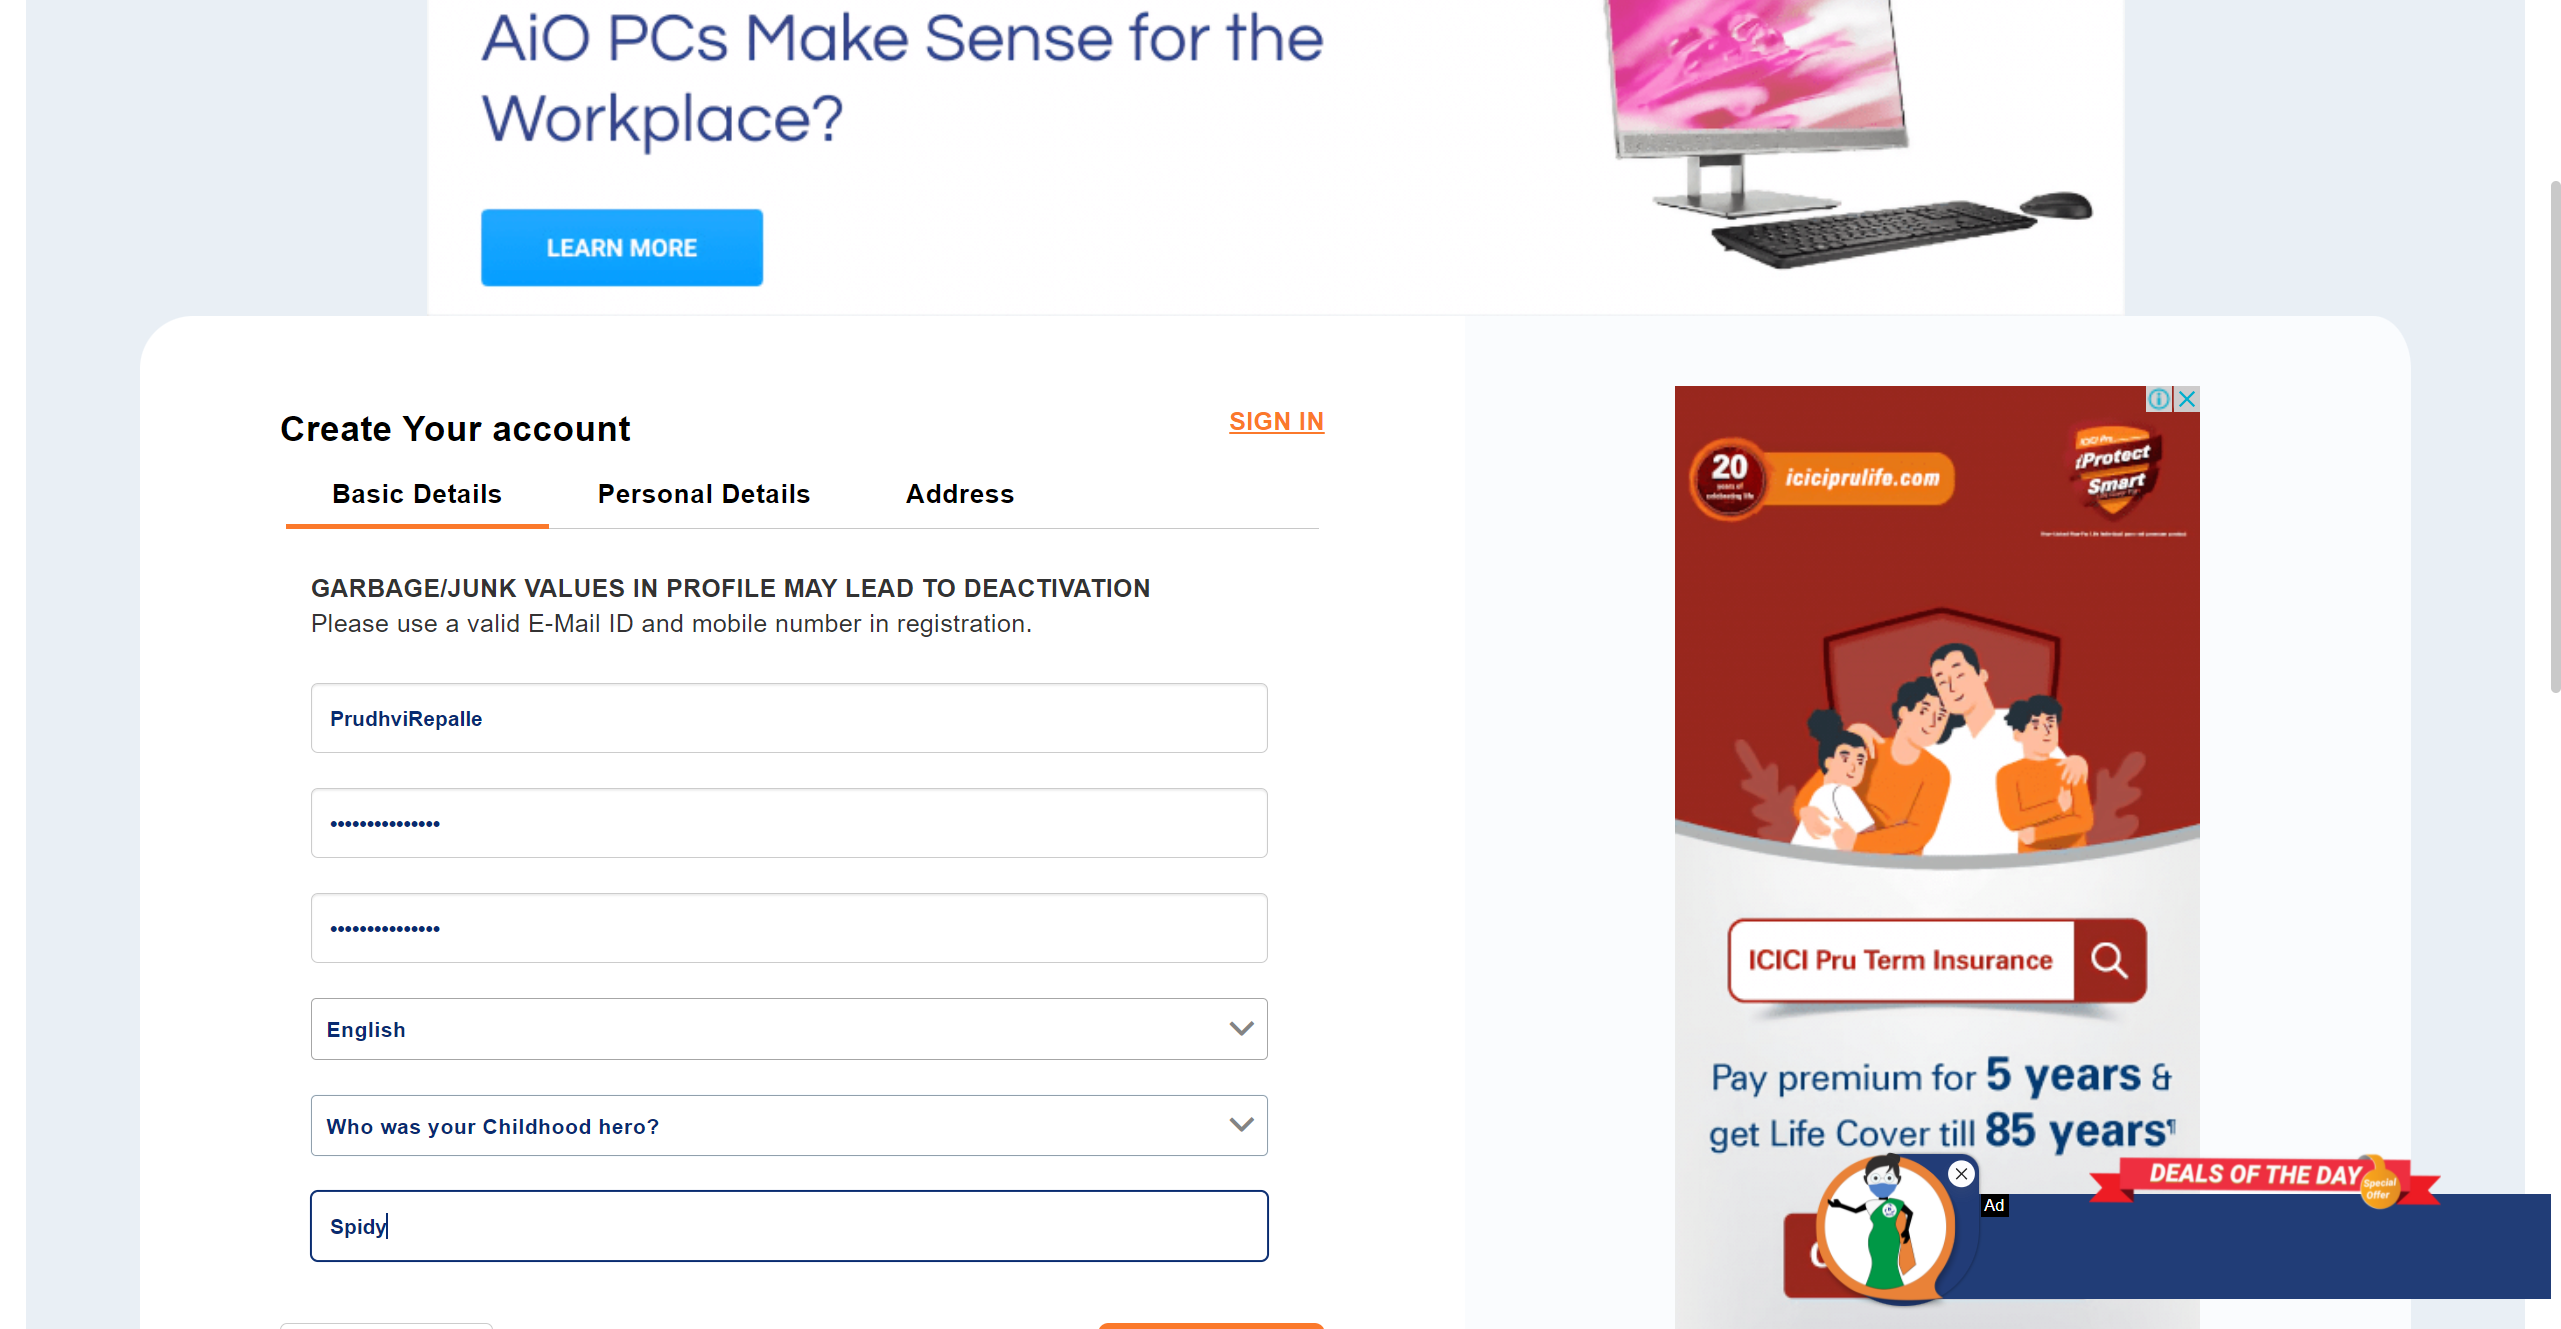 AiO PCs Make Sense for the
Workplace?
LEARN MORE
Create Your account
SIGN IN
Basic Details
Personal Details
Address
GARBAGE/JUNK VALUES IN PROFILE MAY LEAD TO DEACTIVATION
Please use a valid E-Mail ID and mobile number in registration.
PrudhviRepalle
•••••••••••••••
•••••••••••••••
English
Who was your Childhood hero?
Spidy
20
years of
celebrating life
iciciprulife.com
ICICI Pru
iProtect
Smart
ICICI Pru Term Insurance
Pay premium for 5 years &
get Life Cover till 85 years¶
DEALS OF THE DAY
Special
Offer
Ad